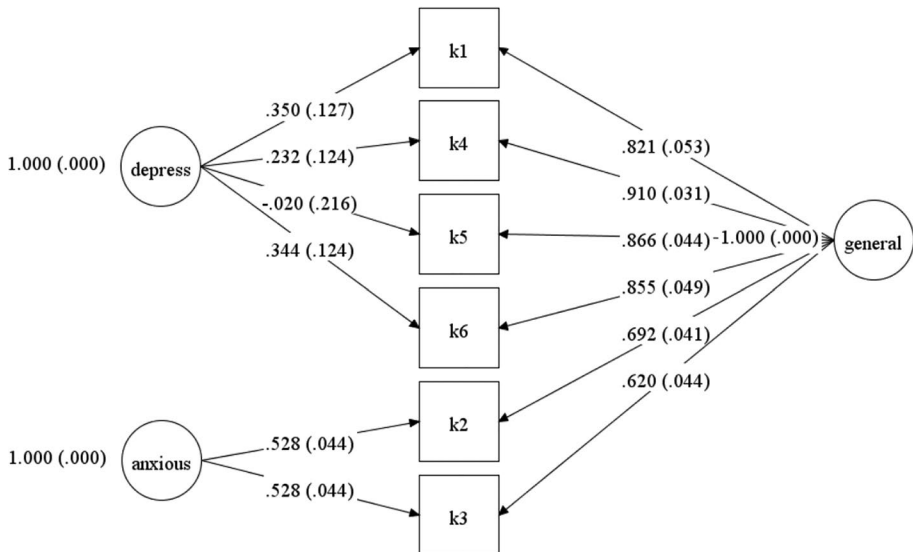 k1
.350 (.127)
.821 (.053)
k4
1.000 (.000)
depress
.232 (.124)
.910 (.031)
-.020 (.216)
k5
.866 (.044)
-1.000 (.000)
general
.344 (.124)
.855 (.049)
k6
.692 (.041)
.620 (.044)
k2
1.000 (.000)
anxious
.528 (.044)
.528 (.044)
k3